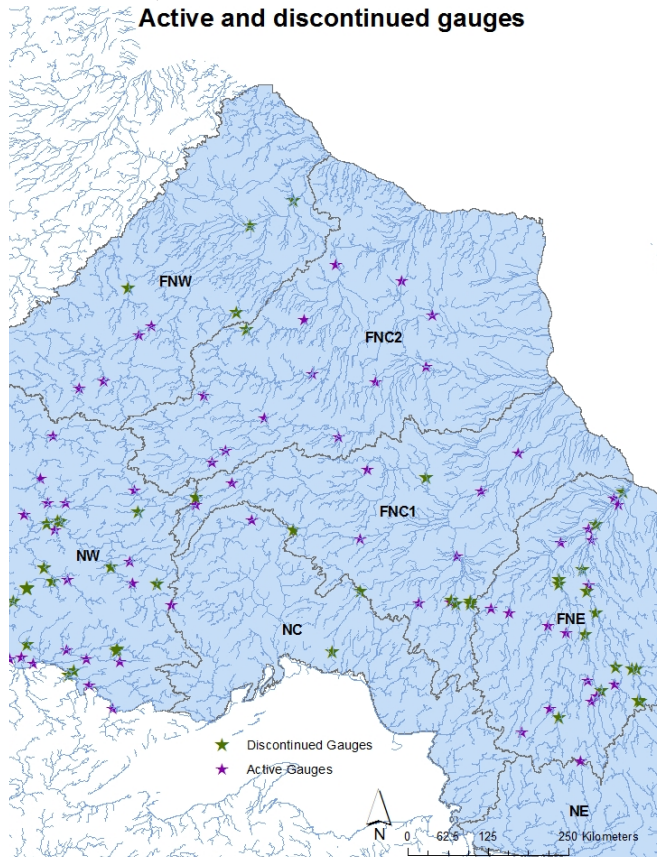 Active and discontinued gauges
FNW
FNC2
FNC1
NW
FNE
NC
Discontinued Gauges
Active Gauges
NE
N
0 62.5 125 250 Kilometers